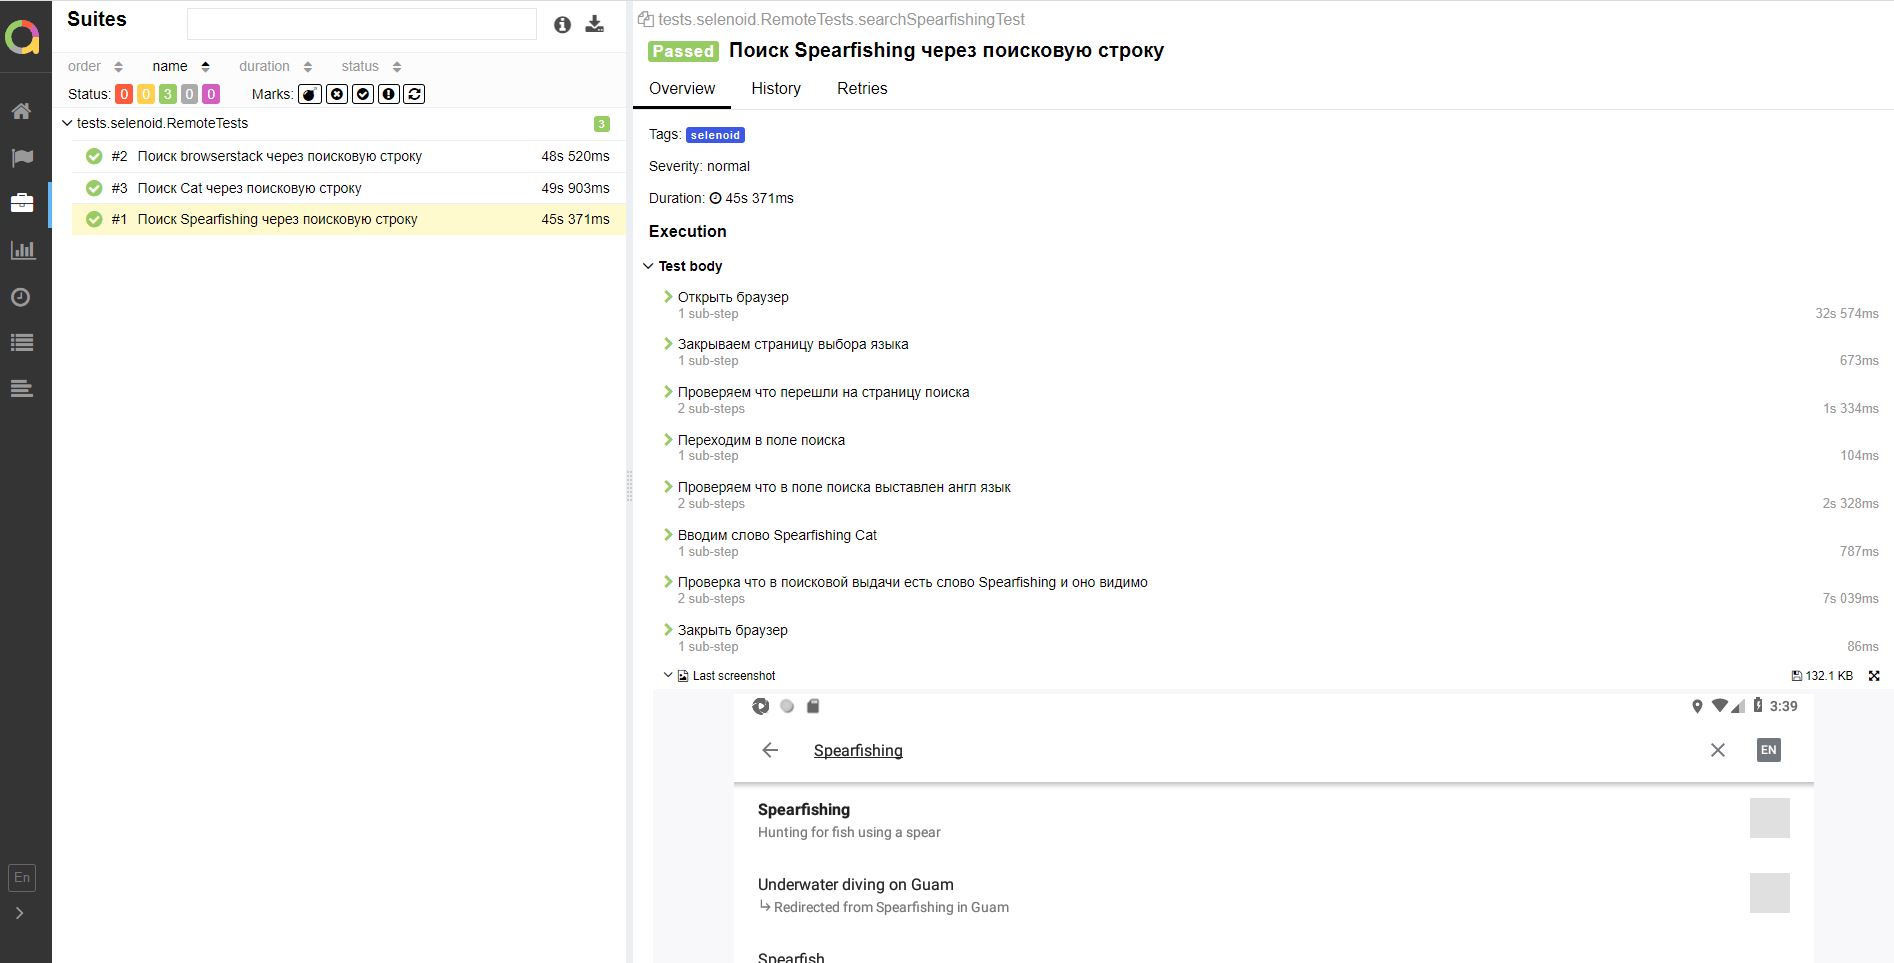 Suites
order name duration status
Status: 0 0 3 0 0 Marks:
tests.selenoid.RemoteTests 3
#2 Поиск browserstack через поисковую строку 48s 520ms
#3 Поиск Cat через поисковую строку 49s 903ms
#1 Поиск Spearfishing через поисковую строку 45s 371ms
En
tests.selenoid.RemoteTests.searchSpearfishingTest
Passed Поиск Spearfishing через поисковую строку
Overview History Retries
Tags: selenoid
Severity: normal
Duration: 45s 371ms
Execution
Test body
Открыть браузер
1 sub-step 32s 574ms
Закрываем страницу выбора языка
1 sub-step 673ms
Проверяем что перешли на страницу поиска
2 sub-steps 1s 334ms
Переходим в поле поиска
1 sub-step 104ms
Проверяем что в поле поиска выставлен англ язык
2 sub-steps 2s 328ms
Вводим слово Spearfishing Cat
1 sub-step 787ms
Проверка что в поисковой выдачи есть слово Spearfishing и оно видимо
2 sub-steps 7s 039ms
Закрыть браузер
1 sub-step 86ms
Last screenshot 132.1 KB
3:39
Spearfishing EN
Spearfishing
Hunting for fish using a spear
Underwater diving on Guam
Redirected from Spearfishing in Guam
Spearfish